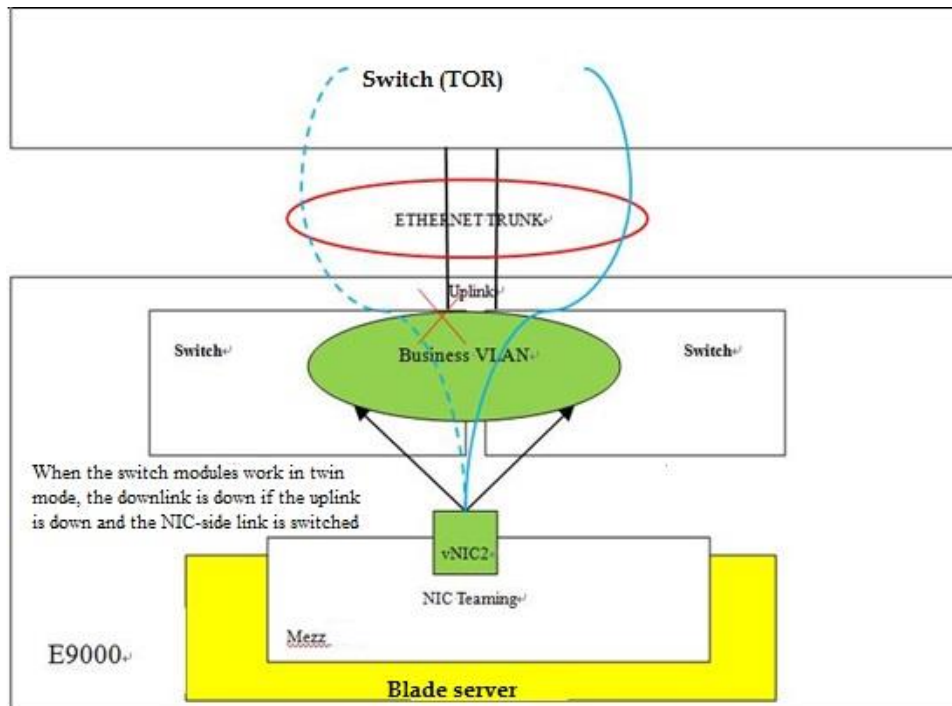 Switch (TOR)
ETHERNET TRUNK
Uplink
Switch
Business VLAN
Switch
When the switch modules work in twin
mode, the downlink is down if the uplink
is down and the NIC-side link is switched
vNIC2
NIC Teaming
Mezz
E9000
Blade server